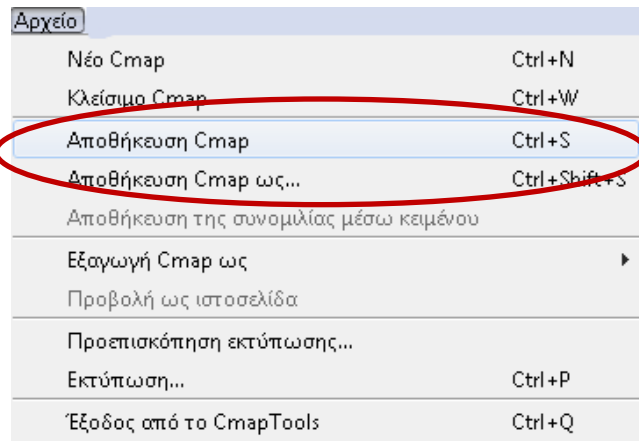 Αρχείο
Νέο Cmap Ctrl+N
Κλείσιμο Cmap Ctrl+W
Αποθήκευση Cmap Ctrl+S
Αποθήκευση Cmap ως... Ctrl+Shift+S
Αποθήκευση της συνομιλίας μέσω κειμένου
Εξαγωγή Cmap ως
Προβολή ως ιστοσελίδα
Προεπισκόπηση εκτύπωσης...
Εκτύπωση... Ctrl+P
Έξοδος από το CmapTools Ctrl+Q